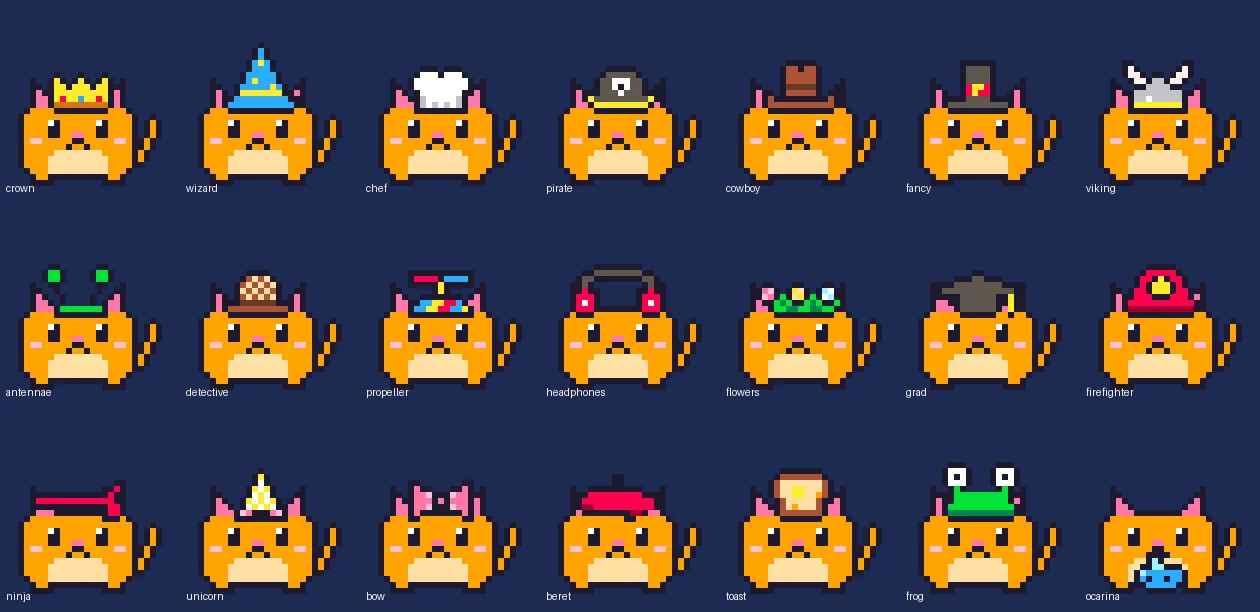 crown
wizard
chef
pirate
cowboy
fancy
viking
antennae
detective
propeller
headphones
flowers
grad
firefighter
ninja
unicorn
bow
beret
toast
frog
ocarina